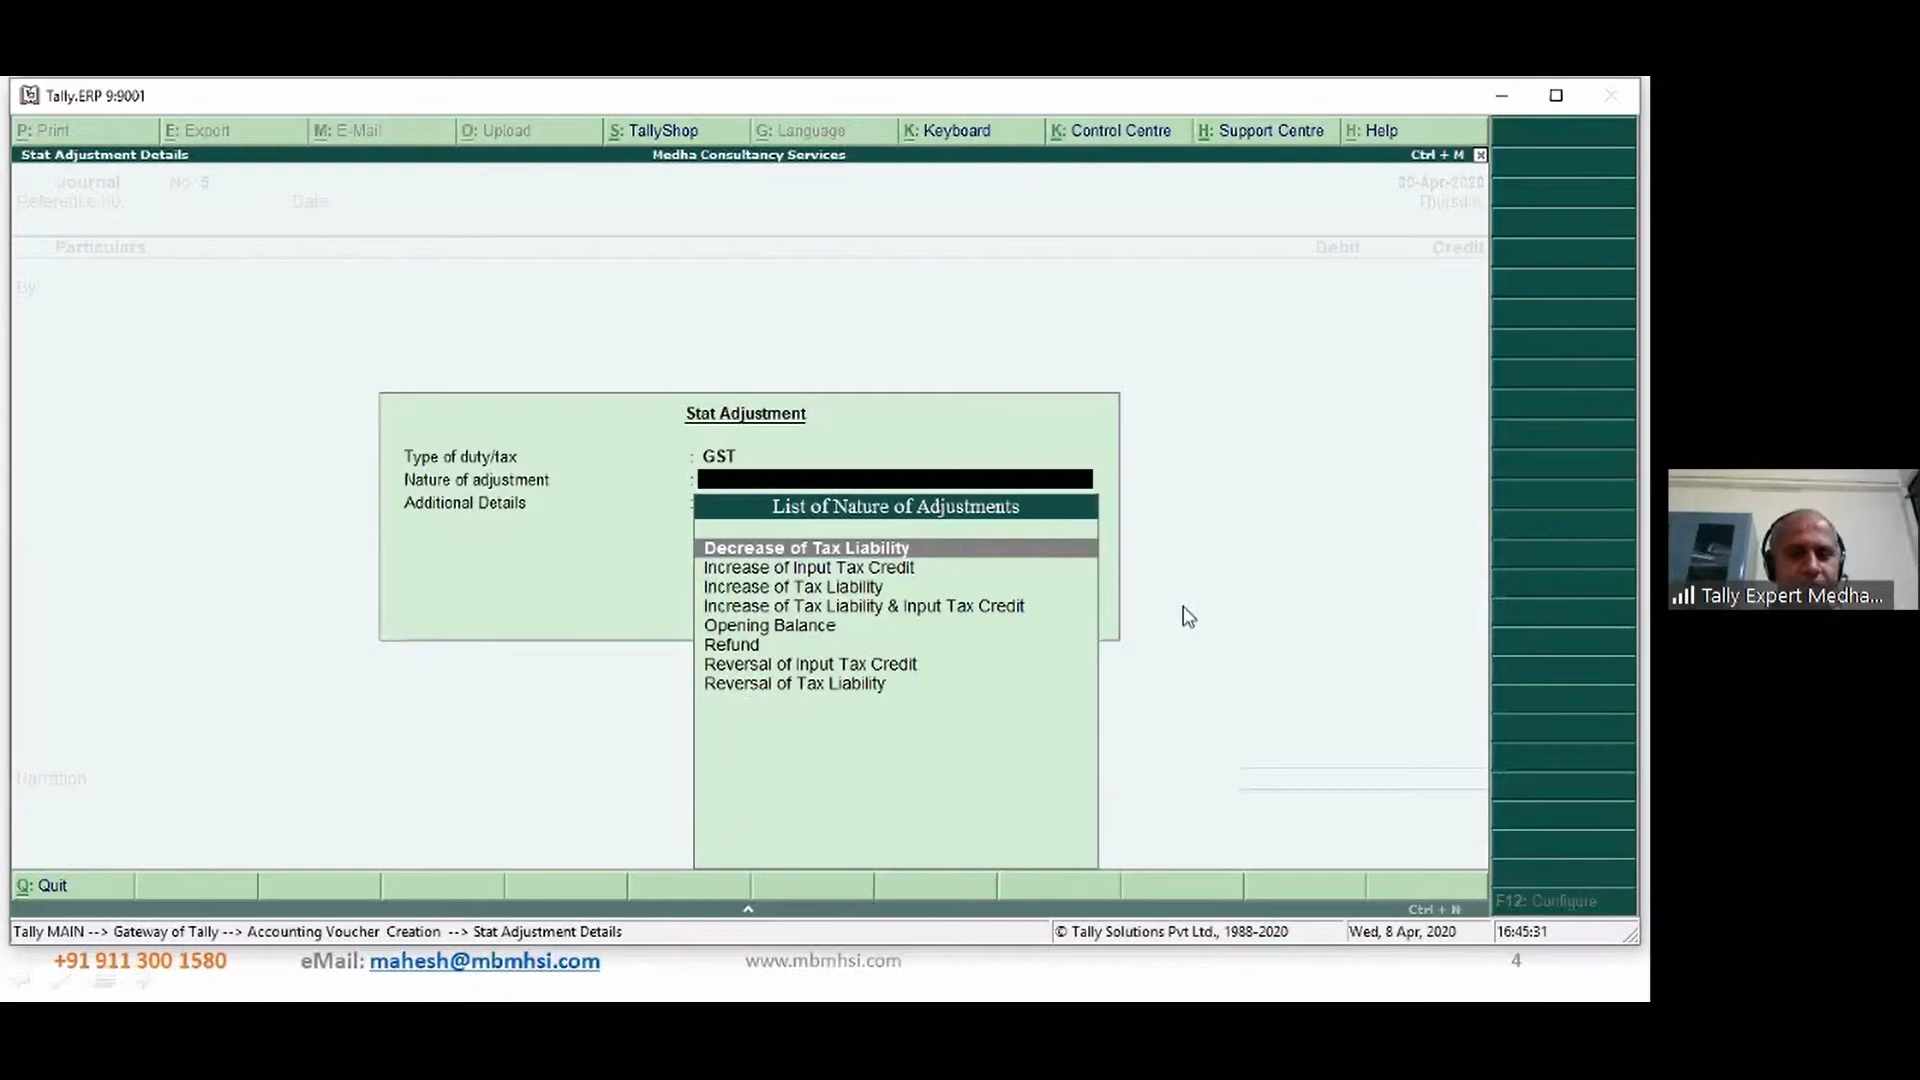 Tally.ERP 9:9001
P: Print E: Export M: E-Mail O: Upload S: TallyShop G: Language K: Keyboard K: Control Centre H: Support Centre H: Help
Stat Adjustment Details Medha Consultancy Services Ctrl + M
Journal No. 5 30-Apr-2020
Reference no. Date Thursday
Particulars Debit Credit
By
Stat Adjustment
Type of duty/tax : GST
Nature of adjustment :
Additional Details :
List of Nature of Adjustments
Decrease of Tax Liability
Increase of Input Tax Credit
Increase of Tax Liability
Increase of Tax Liability & Input Tax Credit
Opening Balance
Refund
Reversal of Input Tax Credit
Reversal of Tax Liability
Tally Expert Medha...
Narration
Q: Quit
F12: Configure
Ctrl + N
Tally MAIN --> Gateway of Tally --> Accounting Voucher Creation --> Stat Adjustment Details © Tally Solutions Pvt Ltd., 1988-2020 Wed, 8 Apr, 2020 16:45:31
+91 911 300 1580 eMail: mahesh@mbmhsi.com www.mbmhsi.com 4